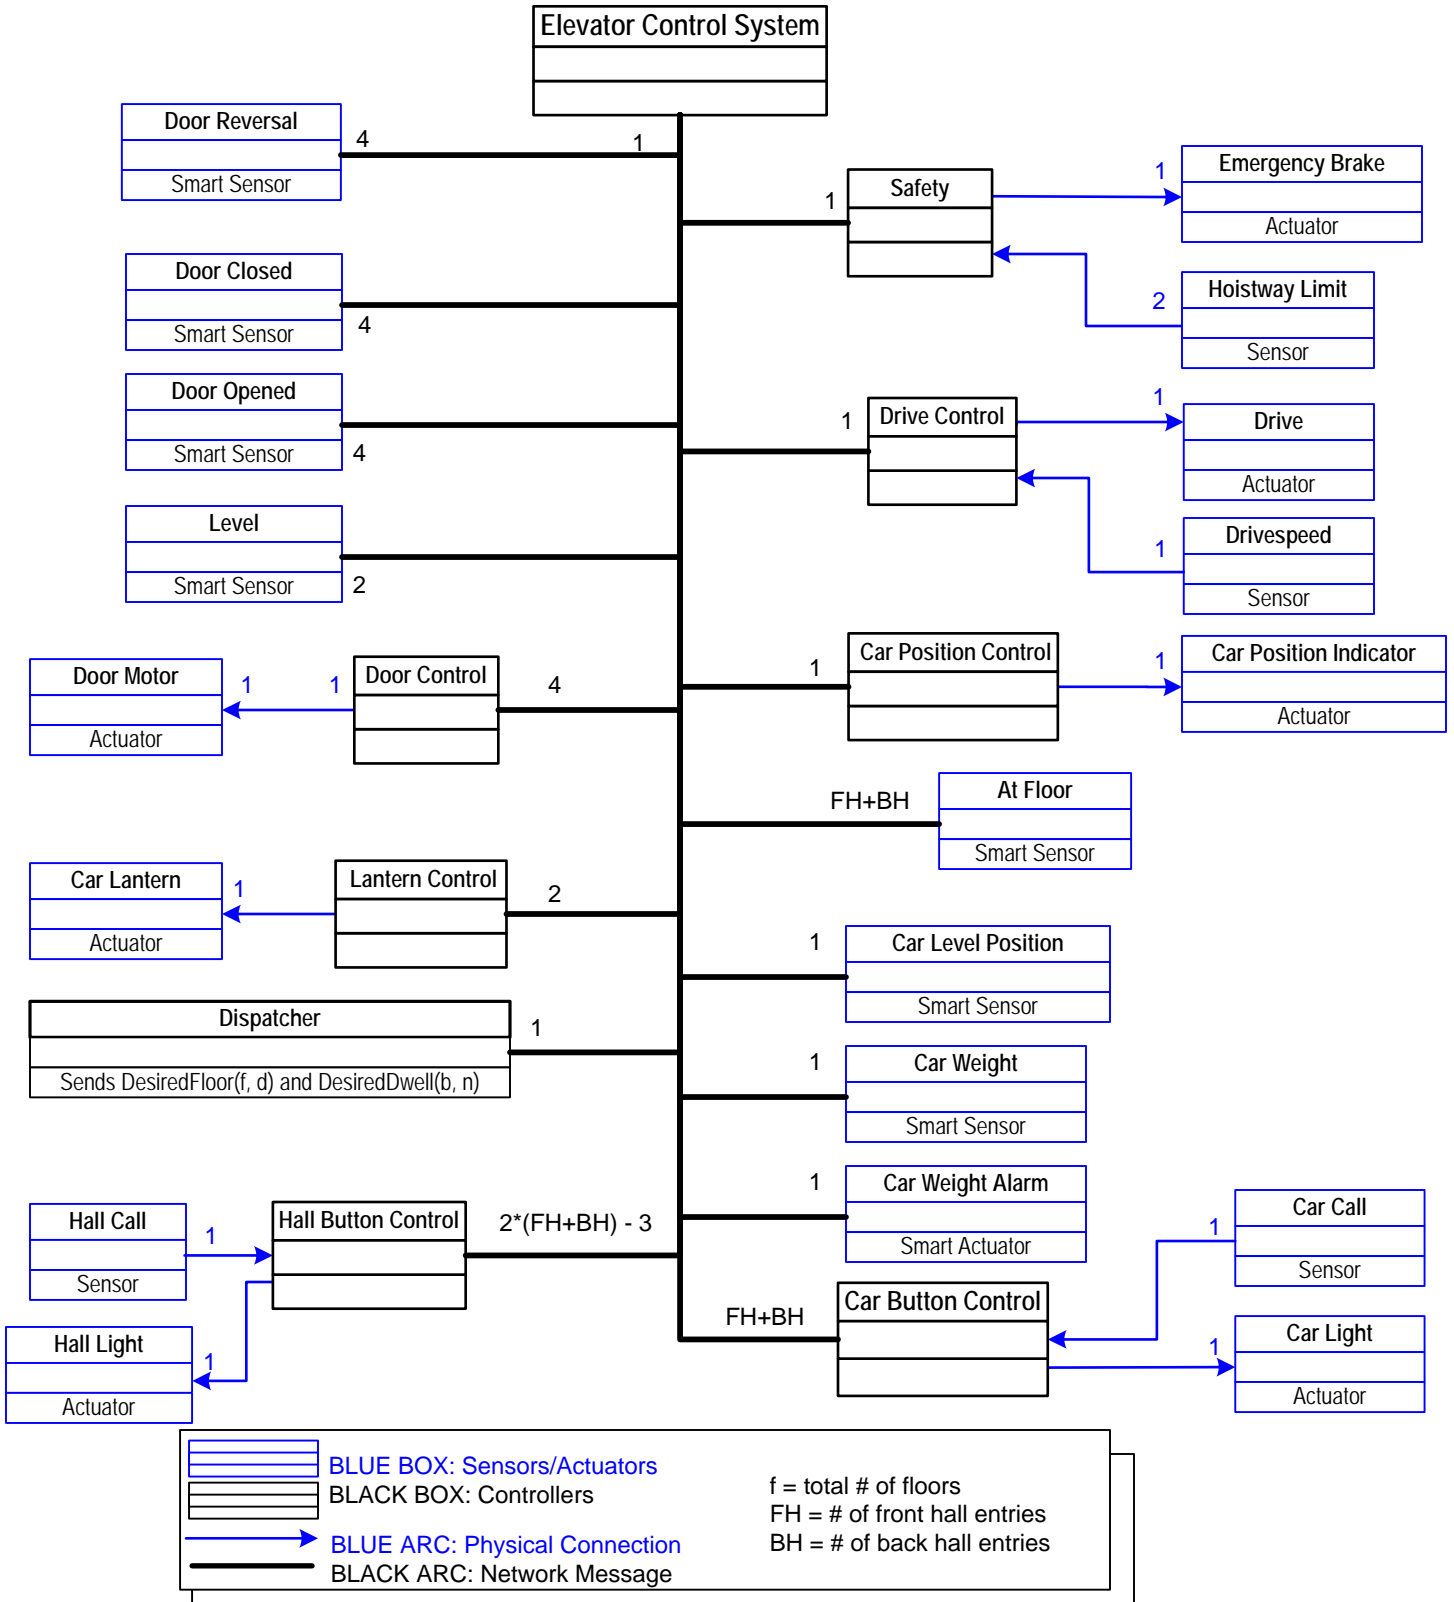 Elevator Control System
Door Reversal
Smart Sensor
4
1
Door Closed
Smart Sensor
4
Door Opened
Smart Sensor
4
Level
Smart Sensor
2
Door Motor
Actuator
1
1
Door Control
4
Car Lantern
Actuator
1
Lantern Control
2
Dispatcher
Sends DesiredFloor(f, d) and DesiredDwell(b, n)
1
Hall Call
Sensor
1
Hall Button Control
2*(FH+BH) - 3
Hall Light
Actuator
1
1
Safety
1
Emergency Brake
Actuator
2
Hoistway Limit
Sensor
1
Drive Control
1
Drive
Actuator
1
Drivespeed
Sensor
1
Car Position Control
1
Car Position Indicator
Actuator
FH+BH
At Floor
Smart Sensor
1
Car Level Position
Smart Sensor
1
Car Weight
Smart Sensor
1
Car Weight Alarm
Smart Actuator
FH+BH
Car Button Control
1
Car Call
Sensor
1
Car Light
Actuator
BLUE BOX: Sensors/Actuators
BLACK BOX: Controllers
BLUE ARC: Physical Connection
BLACK ARC: Network Message
f = total # of floors
FH = # of front hall entries
BH = # of back hall entries